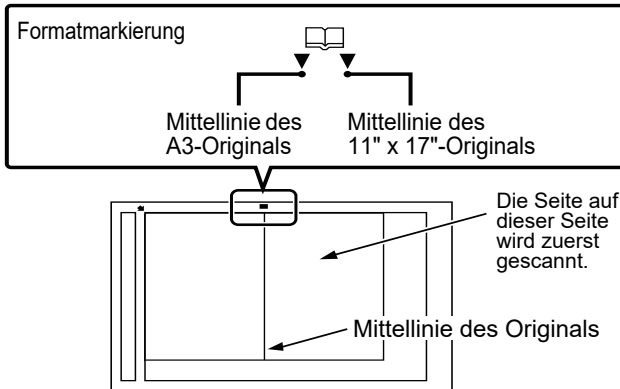 Formatmarkierung
Mittellinie des
A3-Originals
Mittellinie des
11" x 17"-Originals
Die Seite auf
dieser Seite
wird zuerst
gescannt.
Mittellinie des Originals